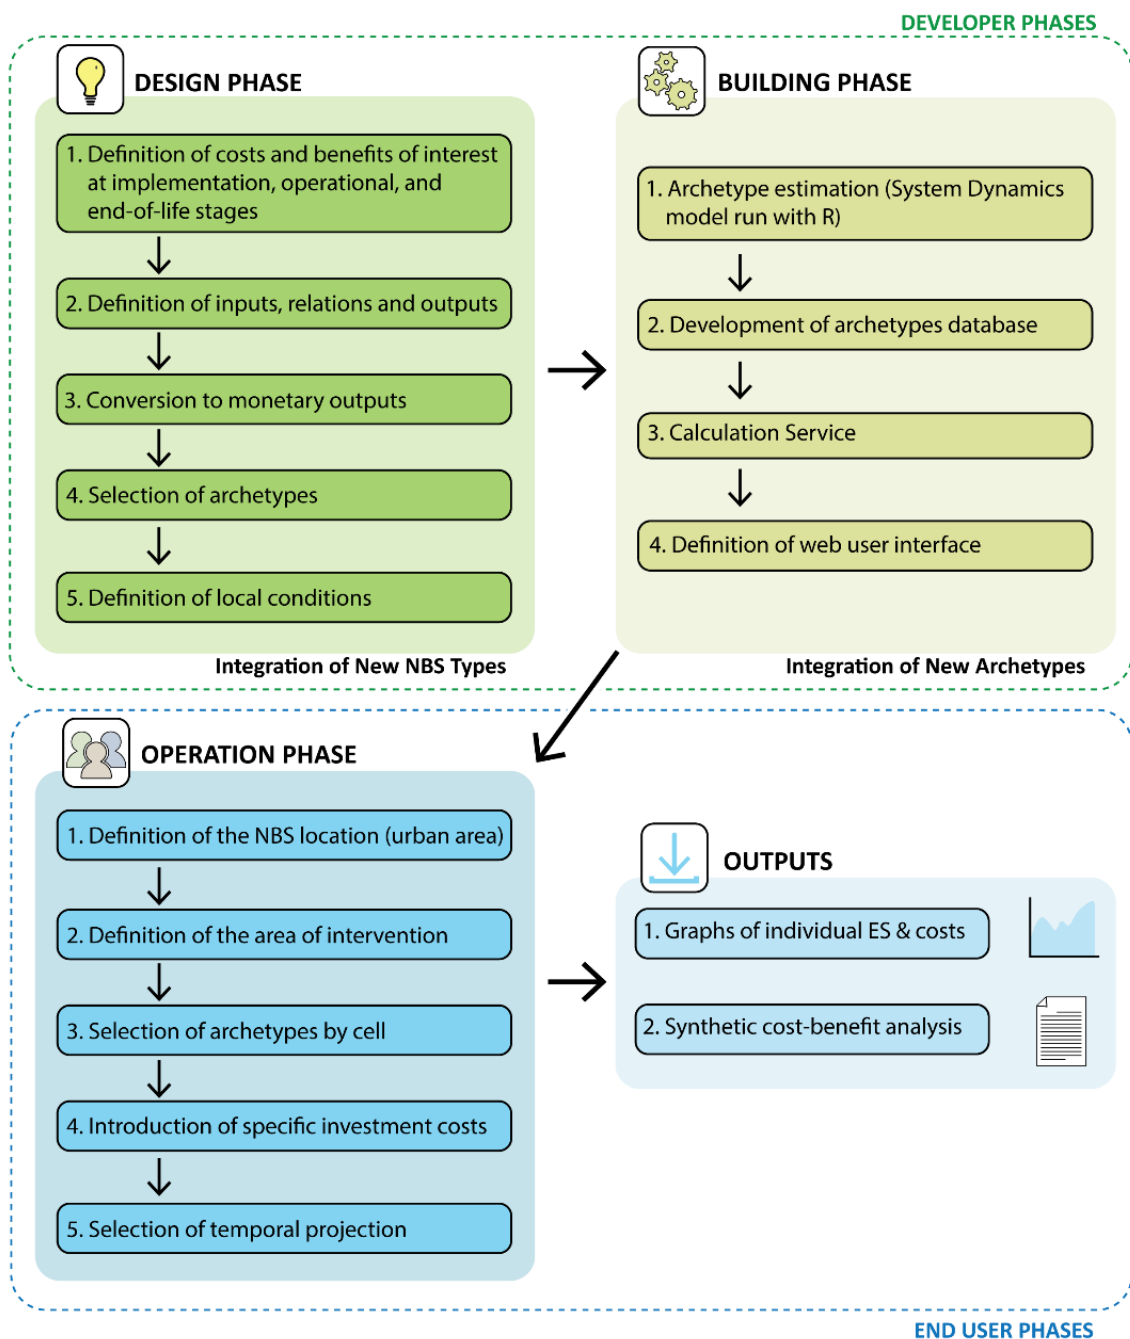 DEVELOPER PHASES
DESIGN PHASE
1. Definition of costs and benefits of interest
at implementation, operational, and
end-of-life stages
2. Definition of inputs, relations and outputs
3. Conversion to monetary outputs
4. Selection of archetypes
5. Definition of local conditions
Integration of New NBS Types
BUILDING PHASE
1. Archetype estimation (System Dynamics
model run with R)
2. Development of archetypes database
3. Calculation Service
4. Definition of web user interface
Integration of New Archetypes
OPERATION PHASE
1. Definition of the NBS location (urban area)
2. Definition of the area of intervention
3. Selection of archetypes by cell
4. Introduction of specific investment costs
5. Selection of temporal projection
OUTPUTS
1. Graphs of individual ES & costs
2. Synthetic cost-benefit analysis
END USER PHASES